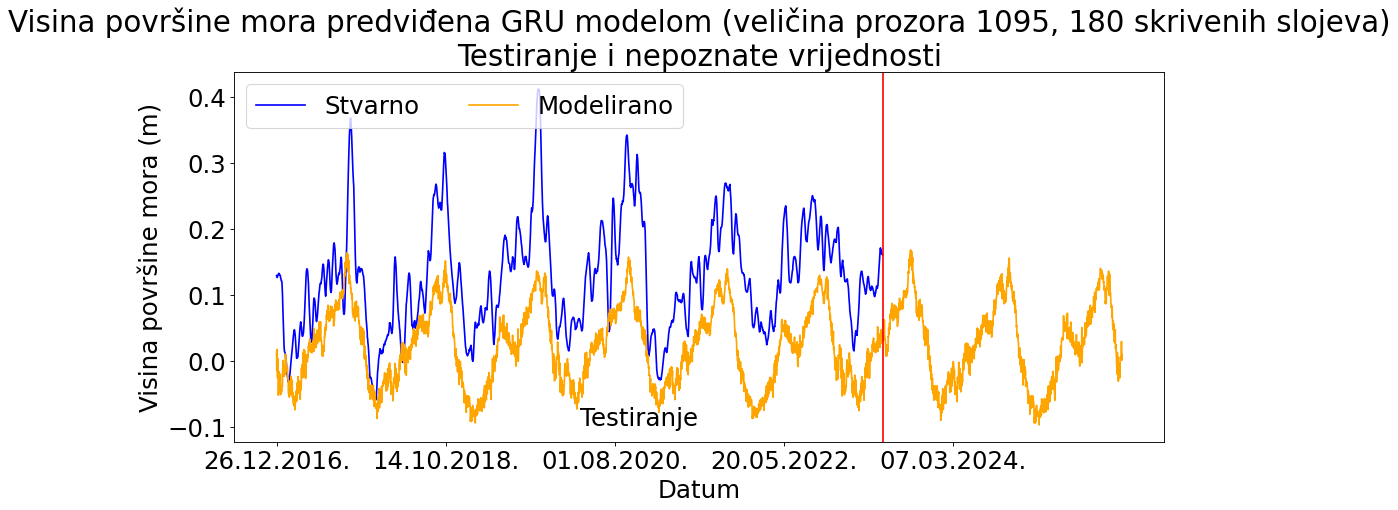 Visina površine mora predviđena GRU modelom (veličina prozora 1095, 180 skrivenih slojeva)
Testiranje i nepoznate vrijednosti
Stvarno
Modelirano
Visina površine mora (m)
0.4
0.3
0.2
0.1
0.0
−0.1
Testiranje
26.12.2016.
14.10.2018.
01.08.2020.
20.05.2022.
07.03.2024.
Datum